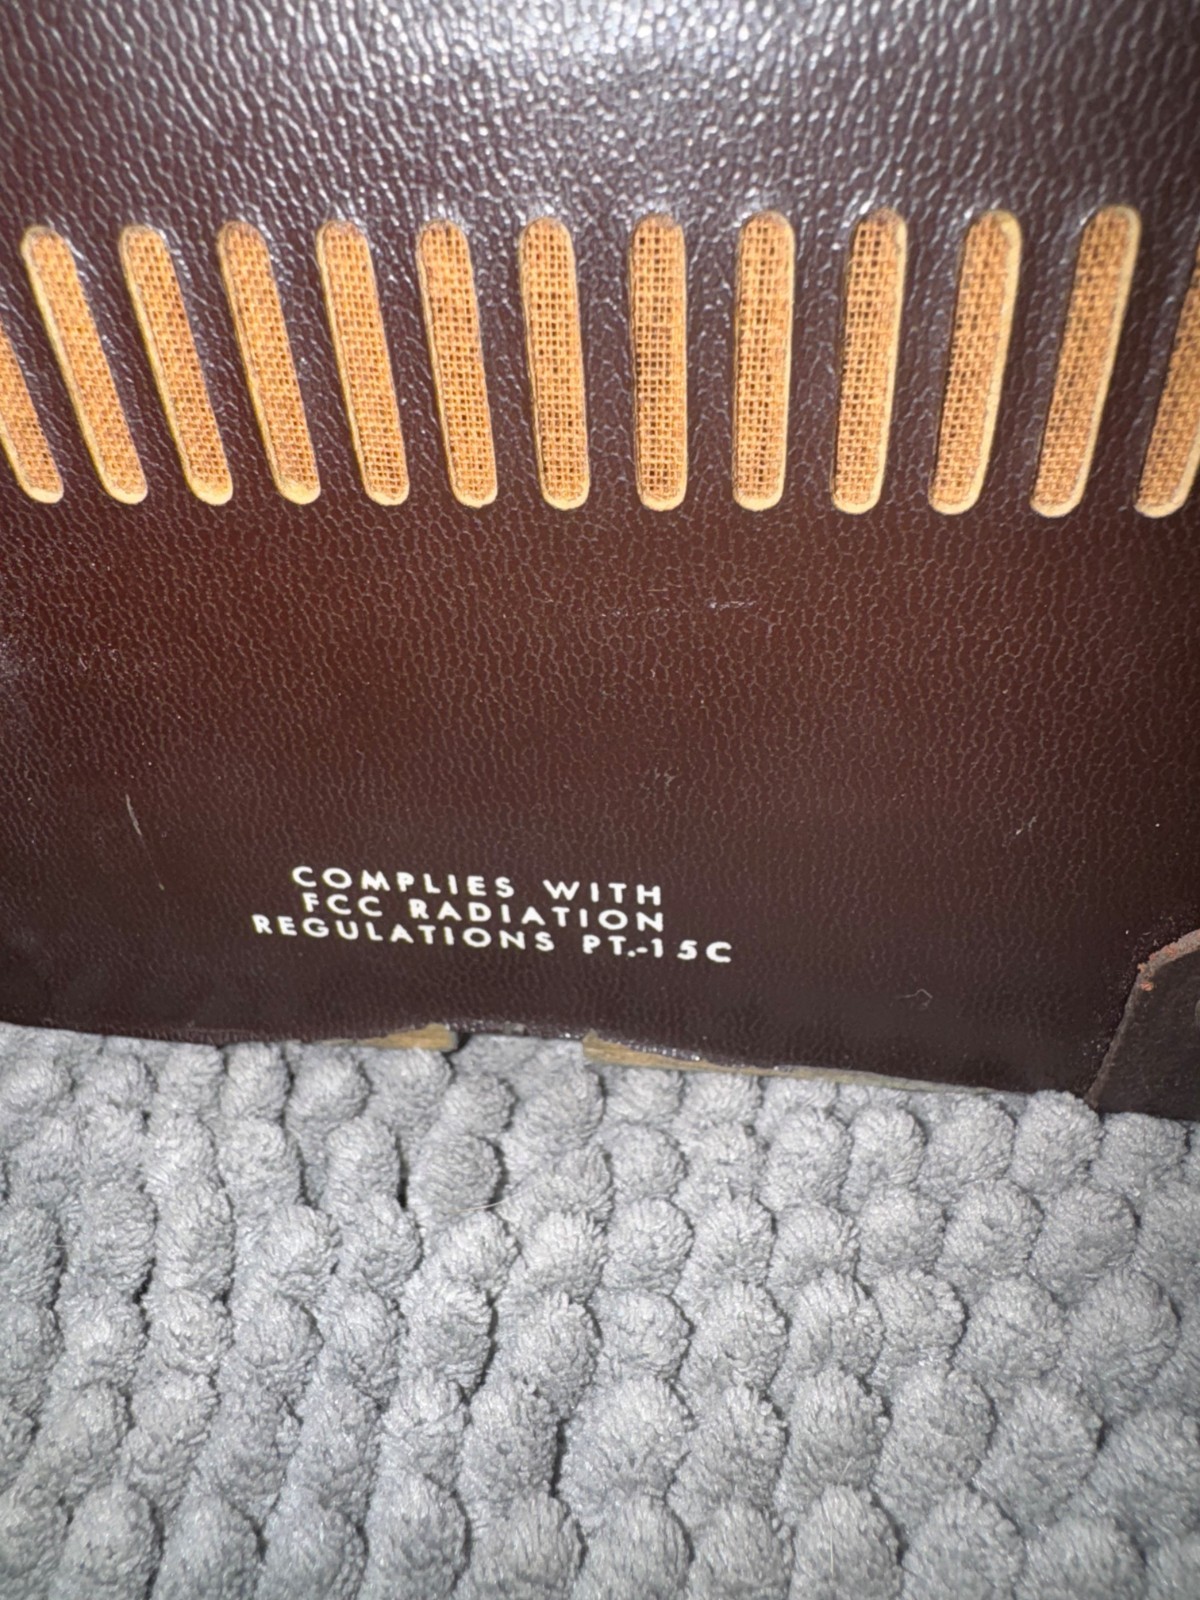 COMPLIES WITH
FCC RADIATION
REGULATIONS PT.-15C